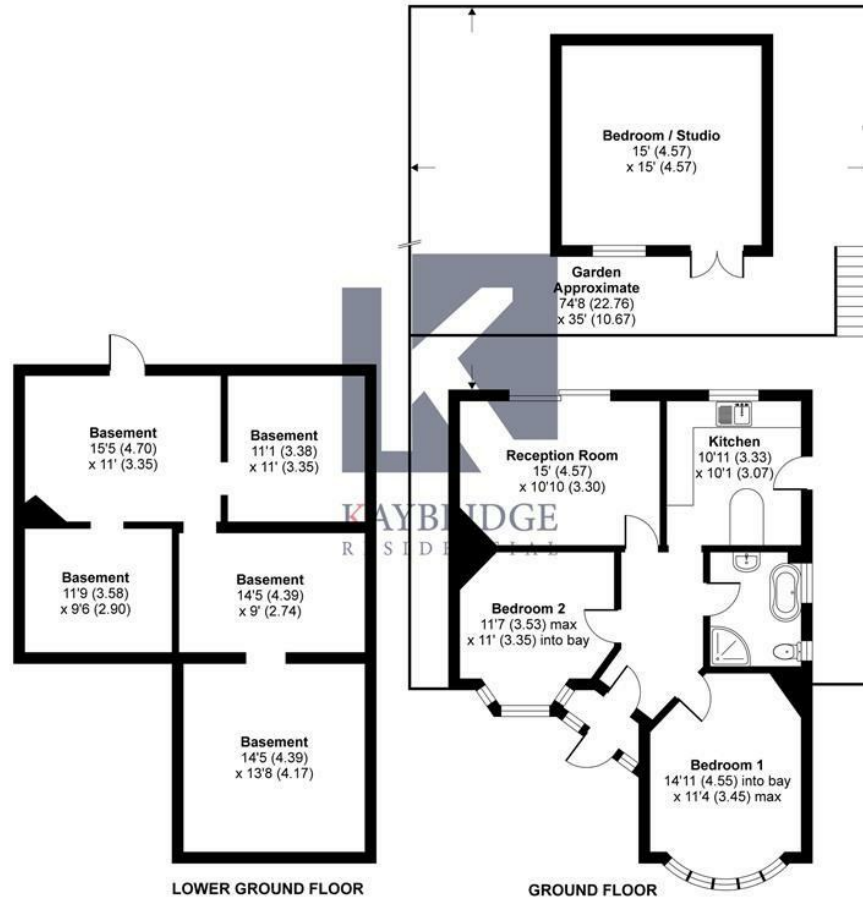 Bedroom / Studio
15' (4.57)
x 15' (4.57)
Garden
Approximate
74'8 (22.76)
x 35' (10.67)
Basement
15'5 (4.70)
x 11' (3.35)
Basement
11'1 (3.38)
x 11' (3.35)
Reception Room
15' (4.57)
x 10'10 (3.30)
Kitchen
10'11 (3.33)
x 10'1 (3.07)
KAYBRIDGE
RESIDENTIAL
Basement
11'9 (3.58)
x 9'6 (2.90)
Basement
14'5 (4.39)
x 9' (2.74)
Bedroom 2
11'7 (3.53) max
x 11' (3.35) into bay
Basement
14'5 (4.39)
x 13'8 (4.17)
Bedroom 1
14'11 (4.55) into bay
x 11'4 (3.45) max
LOWER GROUND FLOOR
GROUND FLOOR